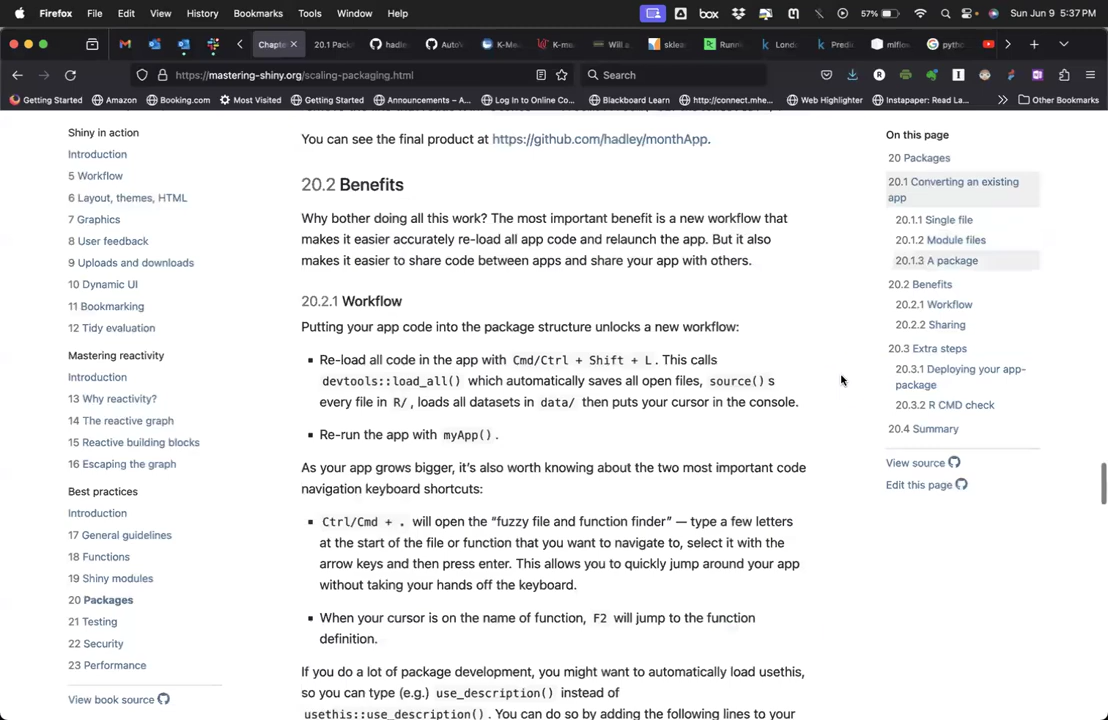 Firefox File Edit View History Bookmarks Tools Window Help box 57% Sun Jun 9 5:37 PM
Chapte 20.1 Pack hadle Auto K-Me K-mu Will a skle Runni Lond Predi mlflow pytho
https://mastering-shiny.org/scaling-packaging.html Search
Getting Started Amazon Booking.com Most Visited Getting Started Announcements – A... Log In to Online Co... Blackboard Learn http://connect.mhe... Web Highlighter Instapaper: Read La... Other Bookmarks
Shiny in action
Introduction
5 Workflow
6 Layout, themes, HTML
7 Graphics
8 User feedback
9 Uploads and downloads
10 Dynamic UI
11 Bookmarking
12 Tidy evaluation
Mastering reactivity
Introduction
13 Why reactivity?
14 The reactive graph
15 Reactive building blocks
16 Escaping the graph
Best practices
Introduction
17 General guidelines
18 Functions
19 Shiny modules
20 Packages
21 Testing
22 Security
23 Performance
View book source
You can see the final product at https://github.com/hadley/monthApp.
20.2 Benefits
Why bother doing all this work? The most important benefit is a new workflow that
makes it easier accurately re-load all app code and relaunch the app. But it also
makes it easier to share code between apps and share your app with others.
20.2.1 Workflow
Putting your app code into the package structure unlocks a new workflow:
▪ Re-load all code in the app with Cmd/Ctrl + Shift + L. This calls
devtools::load_all() which automatically saves all open files, source()s
every file in R/, loads all datasets in data/ then puts your cursor in the console.
▪ Re-run the app with myApp().
As your app grows bigger, it's also worth knowing about the two most important code
navigation keyboard shortcuts:
▪ Ctrl/Cmd + . will open the “fuzzy file and function finder” — type a few letters
at the start of the file or function that you want to navigate to, select it with the
arrow keys and then press enter. This allows you to quickly jump around your app
without taking your hands off the keyboard.
▪ When your cursor is on the name of function, F2 will jump to the function
definition.
If you do a lot of package development, you might want to automatically load usethis,
so you can type (e.g.) use_description() instead of
usethis::use_description(). You can do so by adding the following lines to your
On this page
20 Packages
20.1 Converting an existing
app
20.1.1 Single file
20.1.2 Module files
20.1.3 A package
20.2 Benefits
20.2.1 Workflow
20.2.2 Sharing
20.3 Extra steps
20.3.1 Deploying your app-
package
20.3.2 R CMD check
20.4 Summary
View source
Edit this page